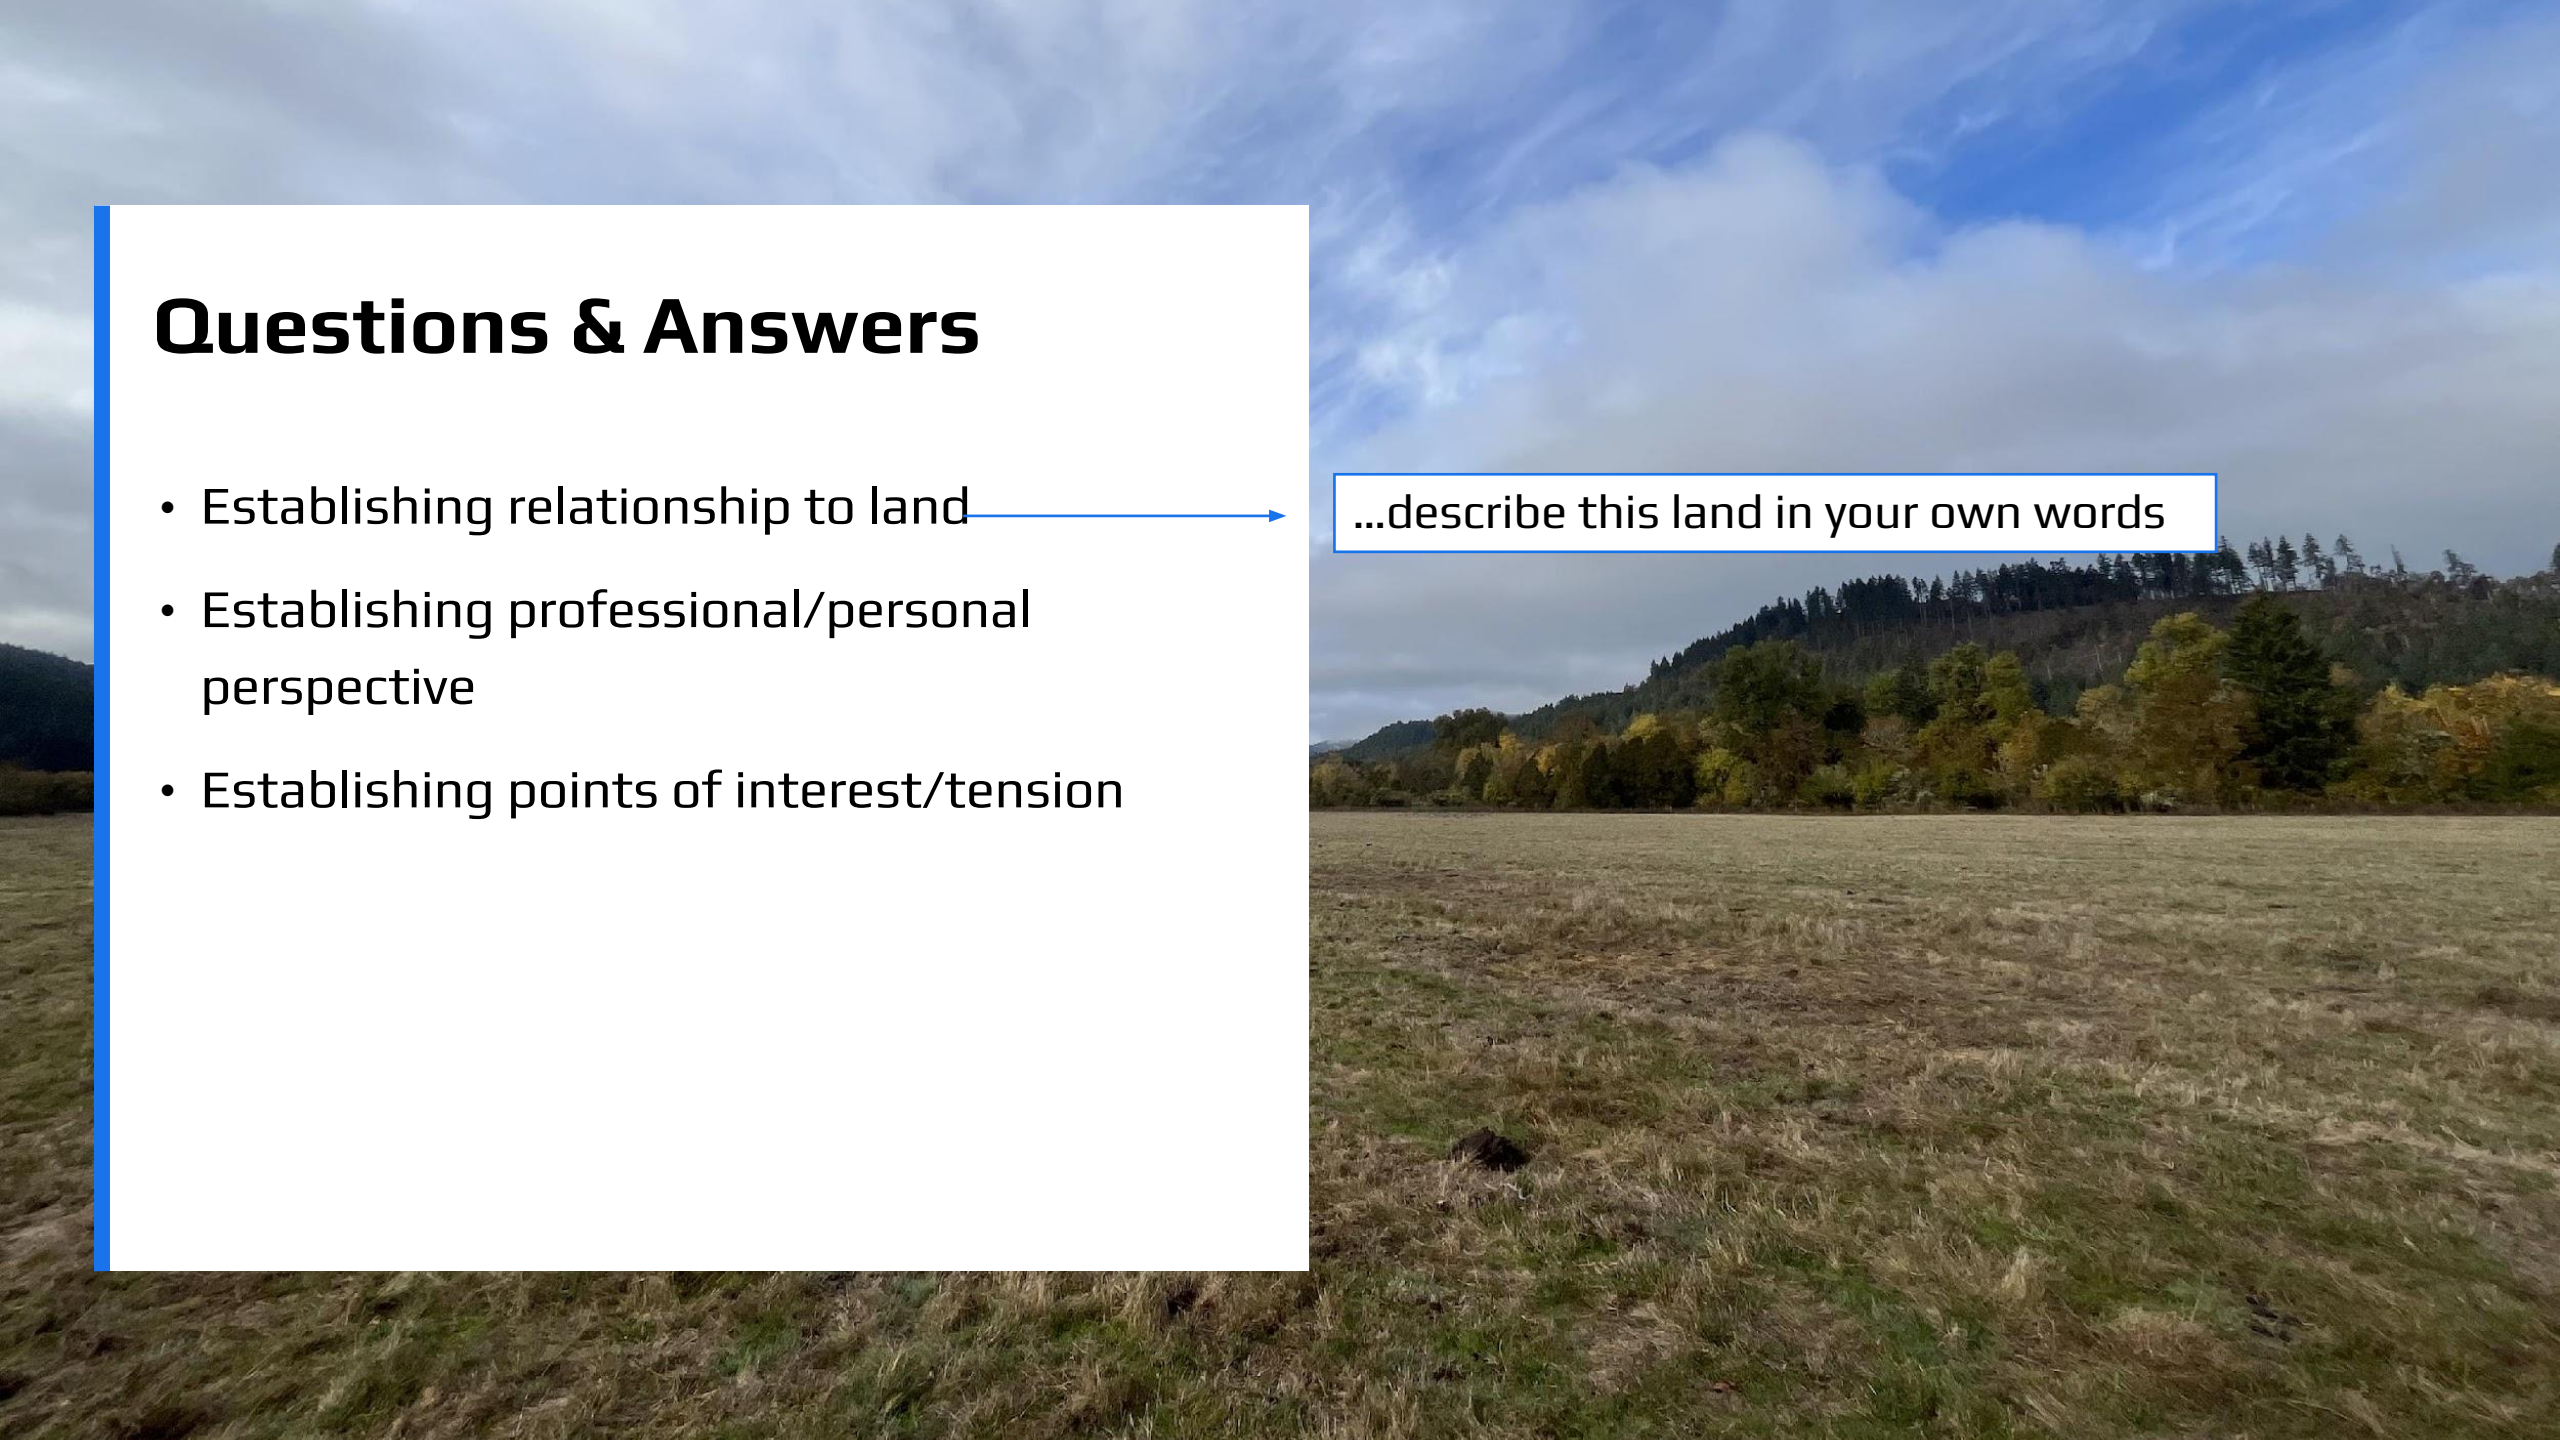 Questions & Answers
• Establishing relationship to land
...describe this land in your own words
• Establishing professional/personal
perspective
• Establishing points of interest/tension